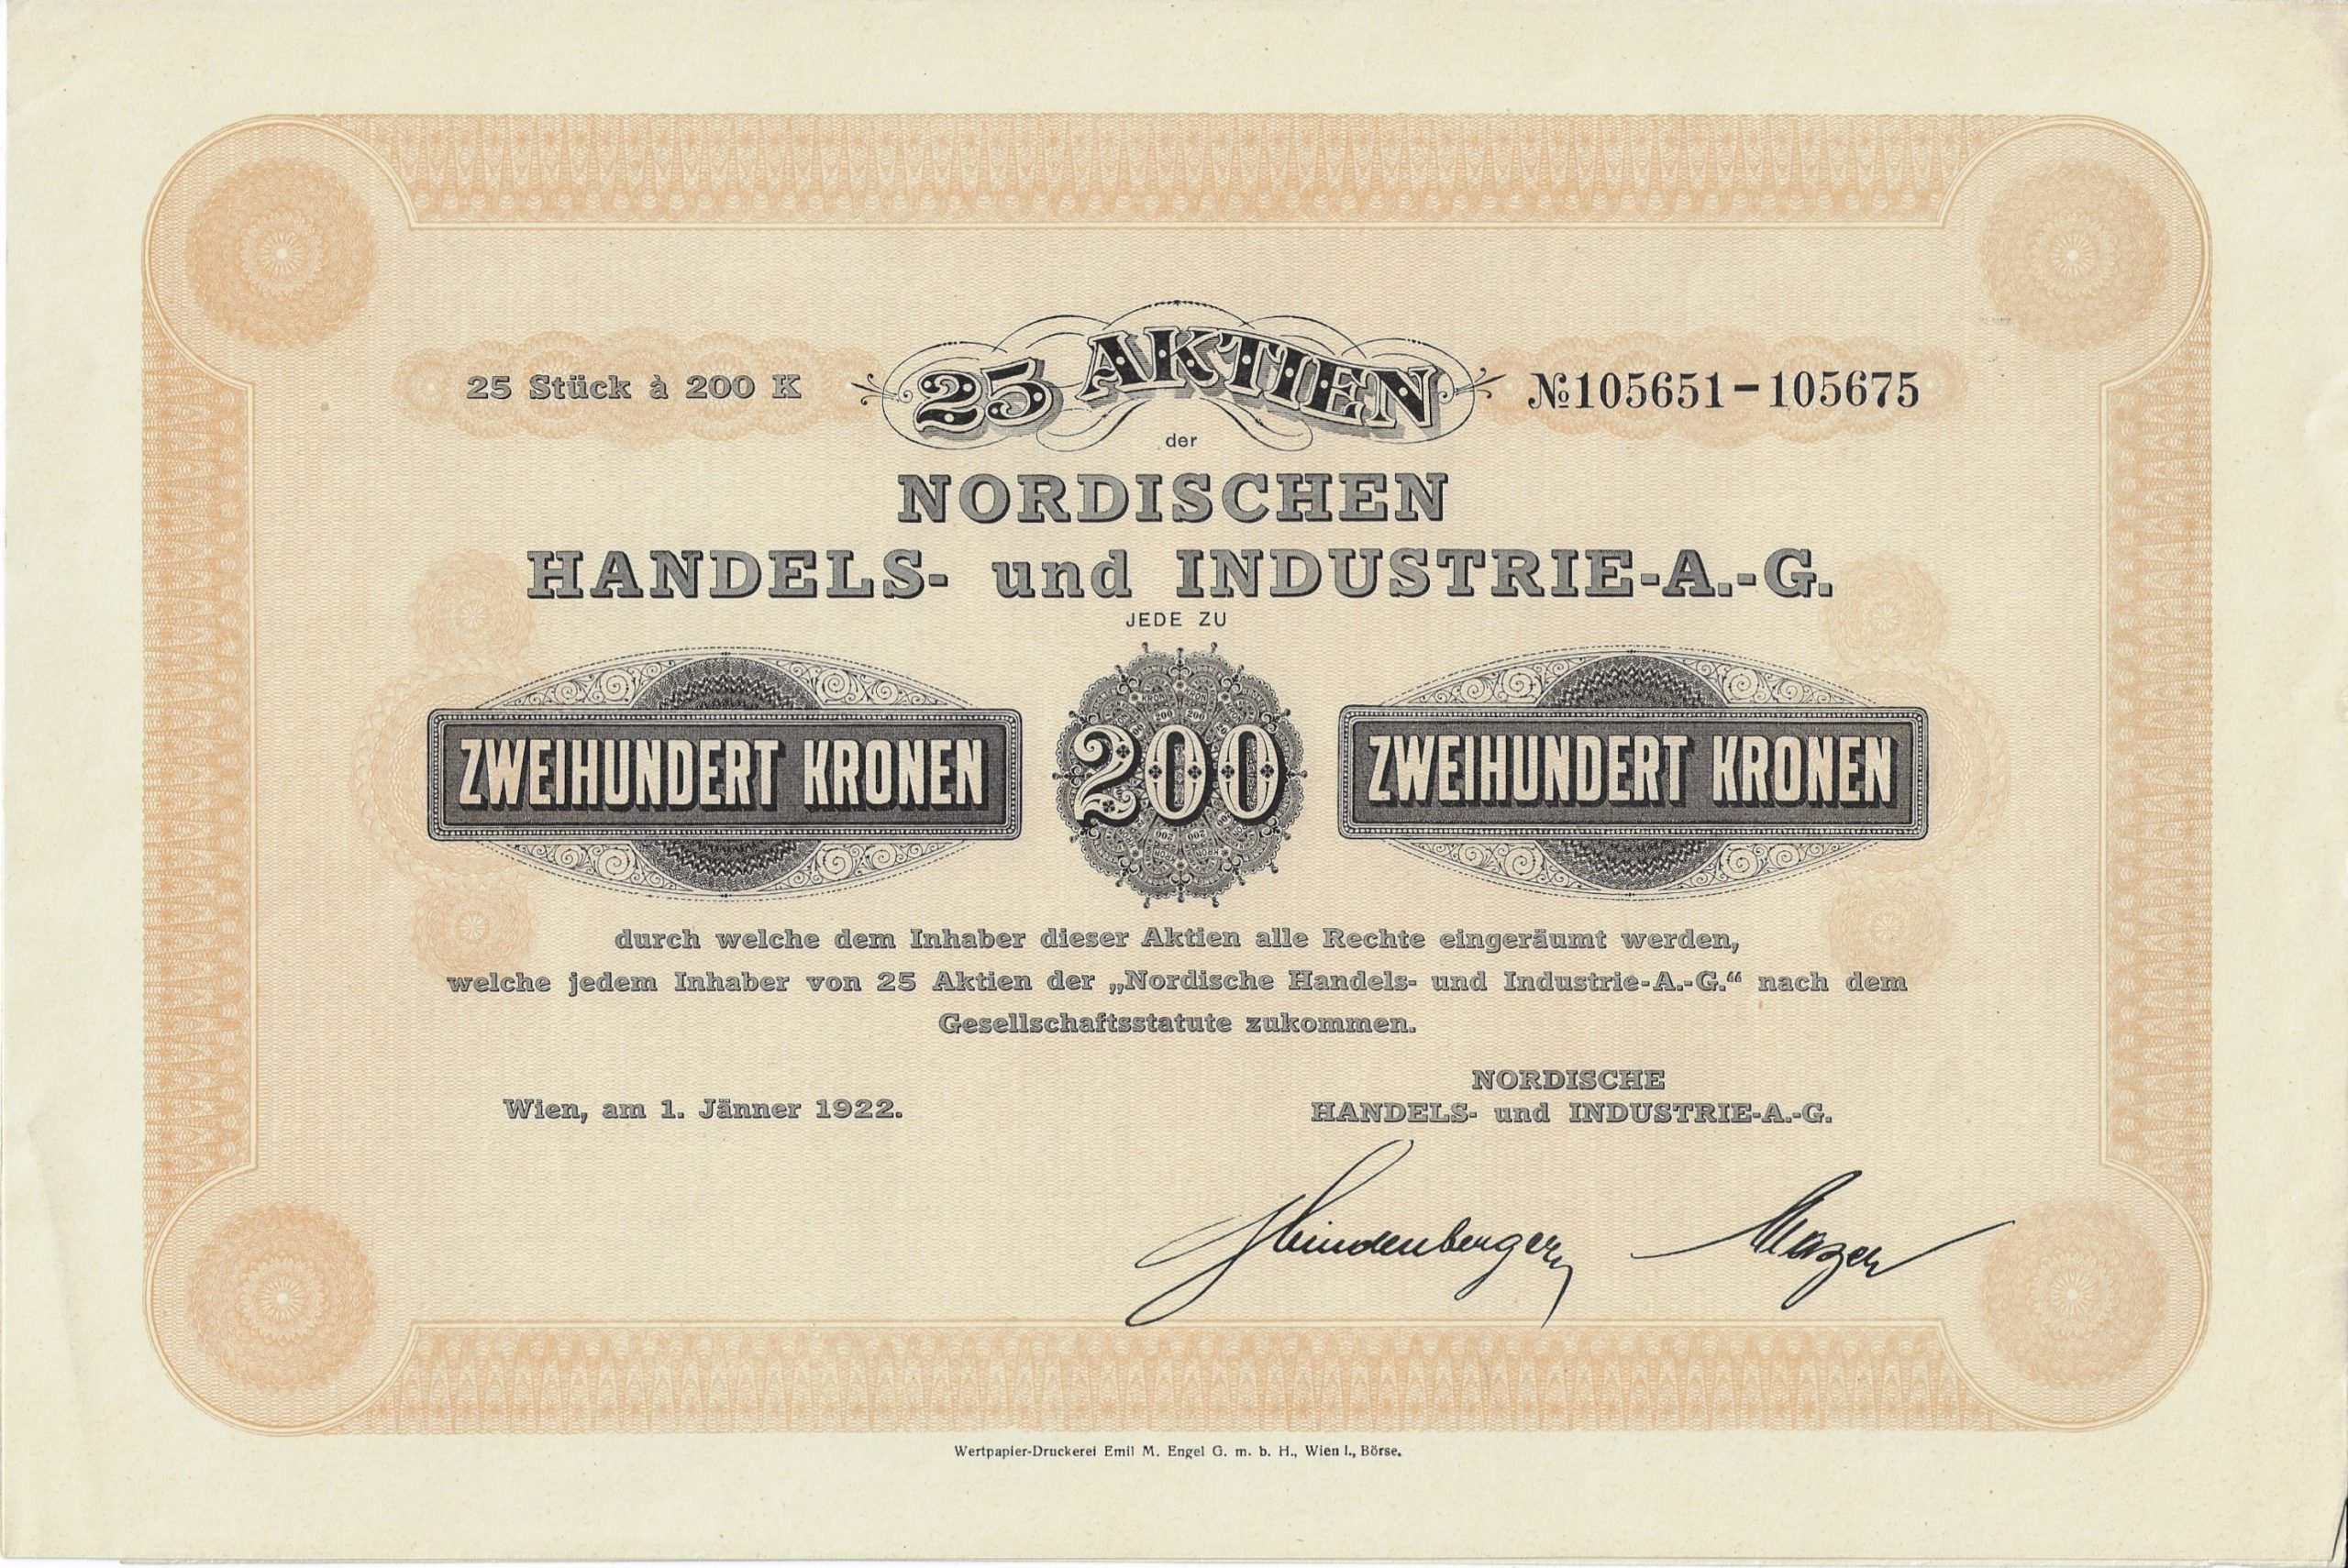 25 Stück à 200 K
25 AKTIEN
№ 105651-105675
der
NORDISCHEN
HANDELS- und INDUSTRIE-A.-G.
JEDE ZU
ZWEIHUNDERT KRONEN
200
ZWEIHUNDERT KRONEN
durch welche dem Inhaber dieser Aktien alle Rechte eingeräumt werden,
welche jedem Inhaber von 25 Aktien der „Nordische Handels- und Industrie-A.-G.“ nach dem
Gesellschaftsstatute zukommen.
Wien, am 1. Jänner 1922.
NORDISCHE
HANDELS- und INDUSTRIE-A.-G.
Wertpapier-Druckerei Emil M. Engel G. m. b. H., Wien I., Börse.